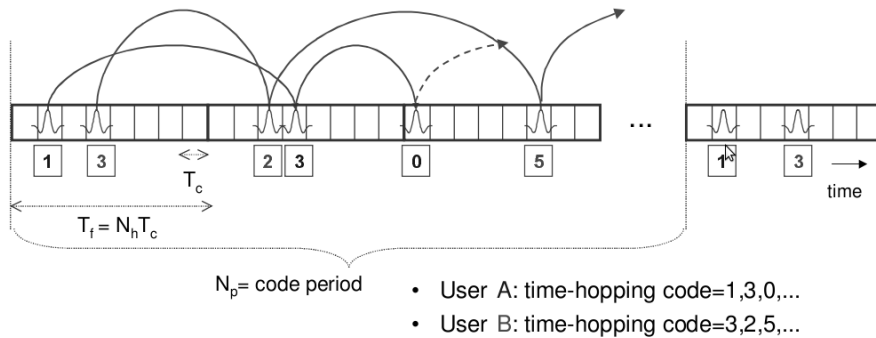 ...
1 3 2 3 0 5 1 3
T_c
time
T_f = N_hT_c
N_p= code period
• User A: time-hopping code=1,3,0,...
• User B: time-hopping code=3,2,5,...